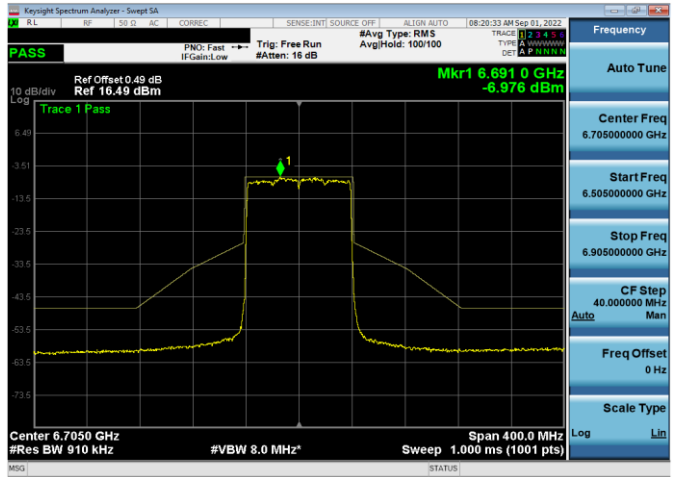 Keysight Spectrum Analyzer - Swept SA
RL RF 50 Ω AC CORREC SENSE:INT SOURCE OFF ALIGN AUTO 08:20:33 AM Sep 01, 2022
PASS
PNO: Fast
IFGain:Low
Trig: Free Run
#Atten: 16 dB
#Avg Type: RMS
Avg|Hold: 100/100
TRACE 1 2 3 4 5 6
TYPE A WWWWW
DET A P N N N N
Mkr1 6.691 0 GHz
-6.976 dBm
Ref Offset 0.49 dB
10 dB/div Ref 16.49 dBm
Log
Trace 1 Pass
1
6.49
-3.51
-13.5
-23.5
-33.5
-43.5
-53.5
-63.5
-73.5
Center 6.7050 GHz Span 400.0 MHz
#Res BW 910 kHz #VBW 8.0 MHz* Sweep 1.000 ms (1001 pts)
MSG STATUS
Frequency
Auto Tune
Center Freq
6.705000000 GHz
Start Freq
6.505000000 GHz
Stop Freq
6.905000000 GHz
CF Step
40.000000 MHz
Auto Man
Freq Offset
0 Hz
Scale Type
Log Lin